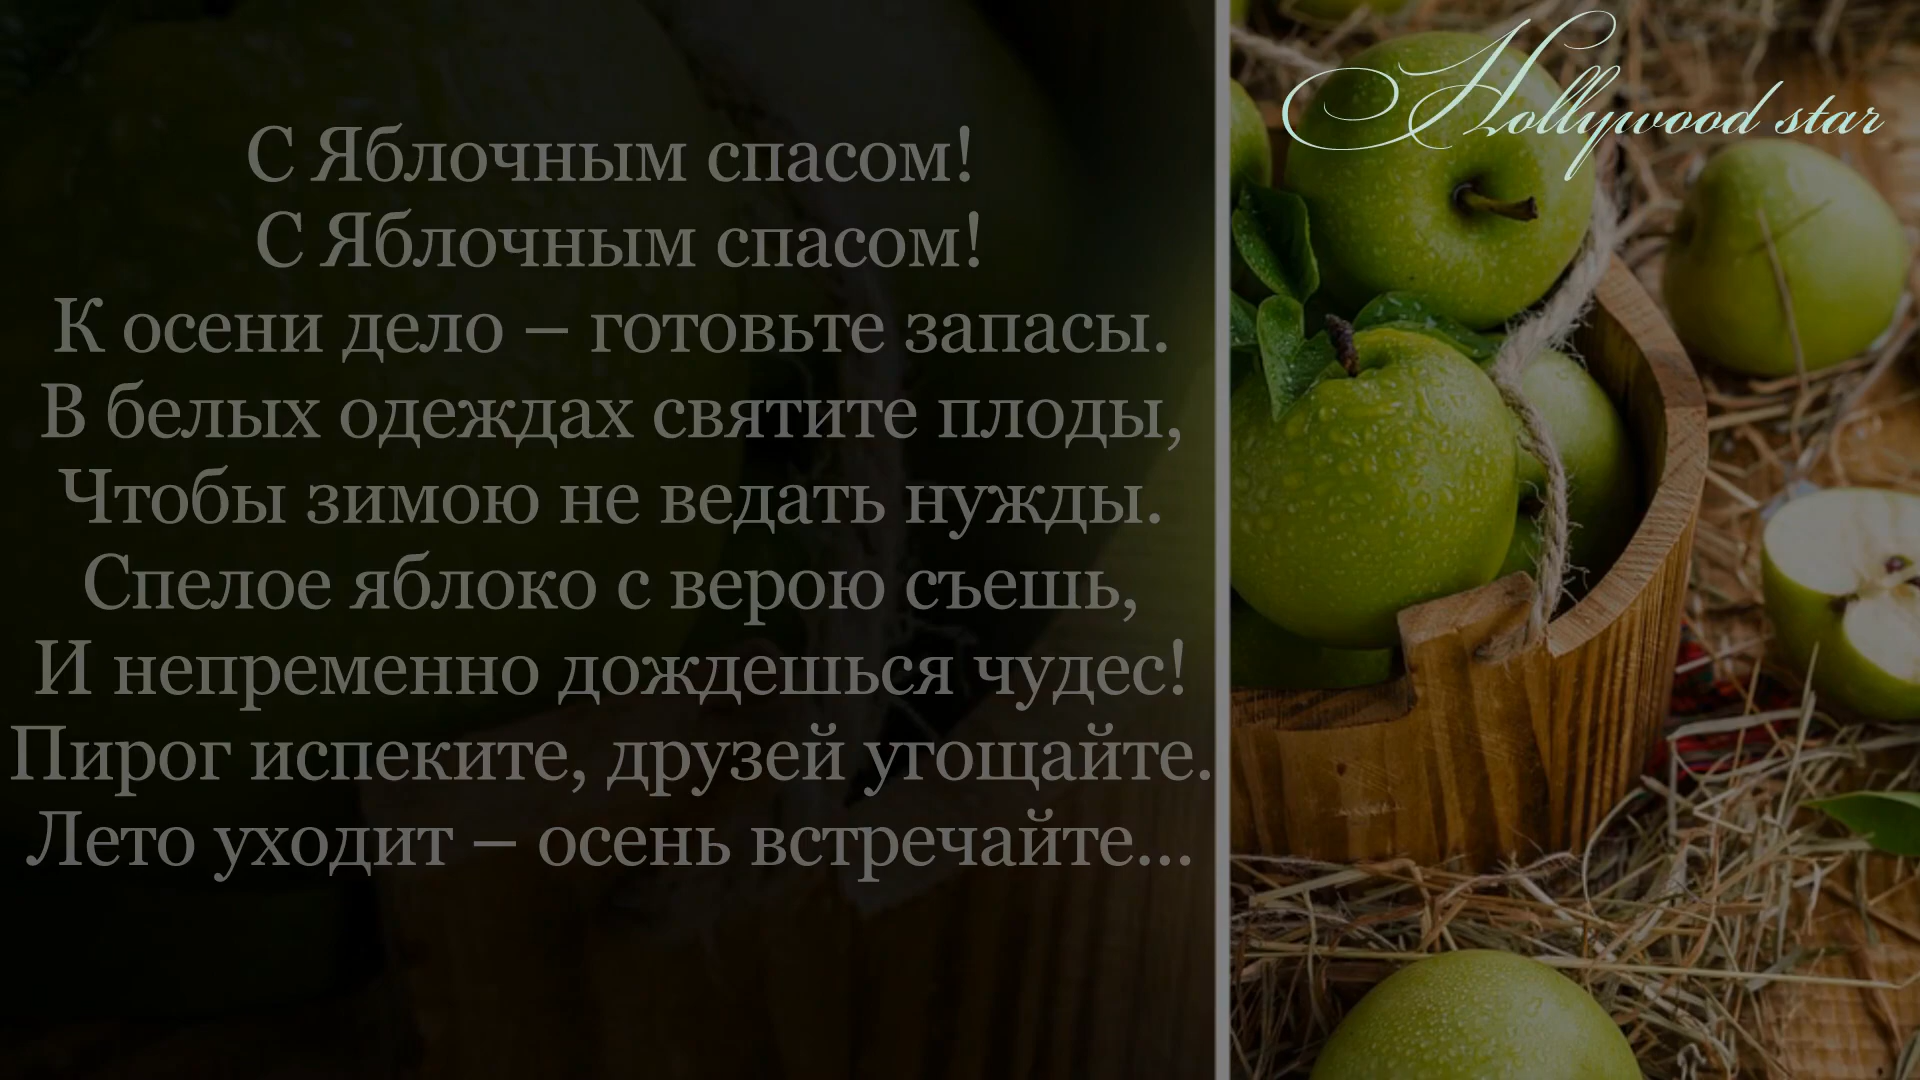 С Яблочным спасом!
С Яблочным спасом!
К осени дело – готовьте запасы.
В белых одеждах святите плоды,
Чтобы зимою не ведать нужды.
Спелое яблоко с верою съешь,
И непременно дождешься чудес!
Пирог испеките, друзей угощайте.
Лето уходит – осень встречайте...
Hollywood star